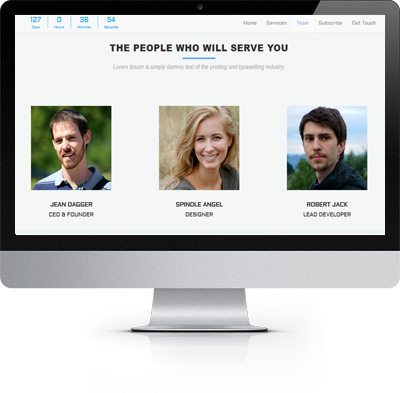 127 0 36 54
Days Hours Minutes Seconds
Home Services Team Subscribe Get Touch
THE PEOPLE WHO WILL SERVE YOU
Lorem Ipsum is simply dummy text of the printing and typesetting industry
JEAN DAGGER SPINDLE ANGEL ROBERT JACK
CEO & FOUNDER DESIGNER LEAD DEVELOPER